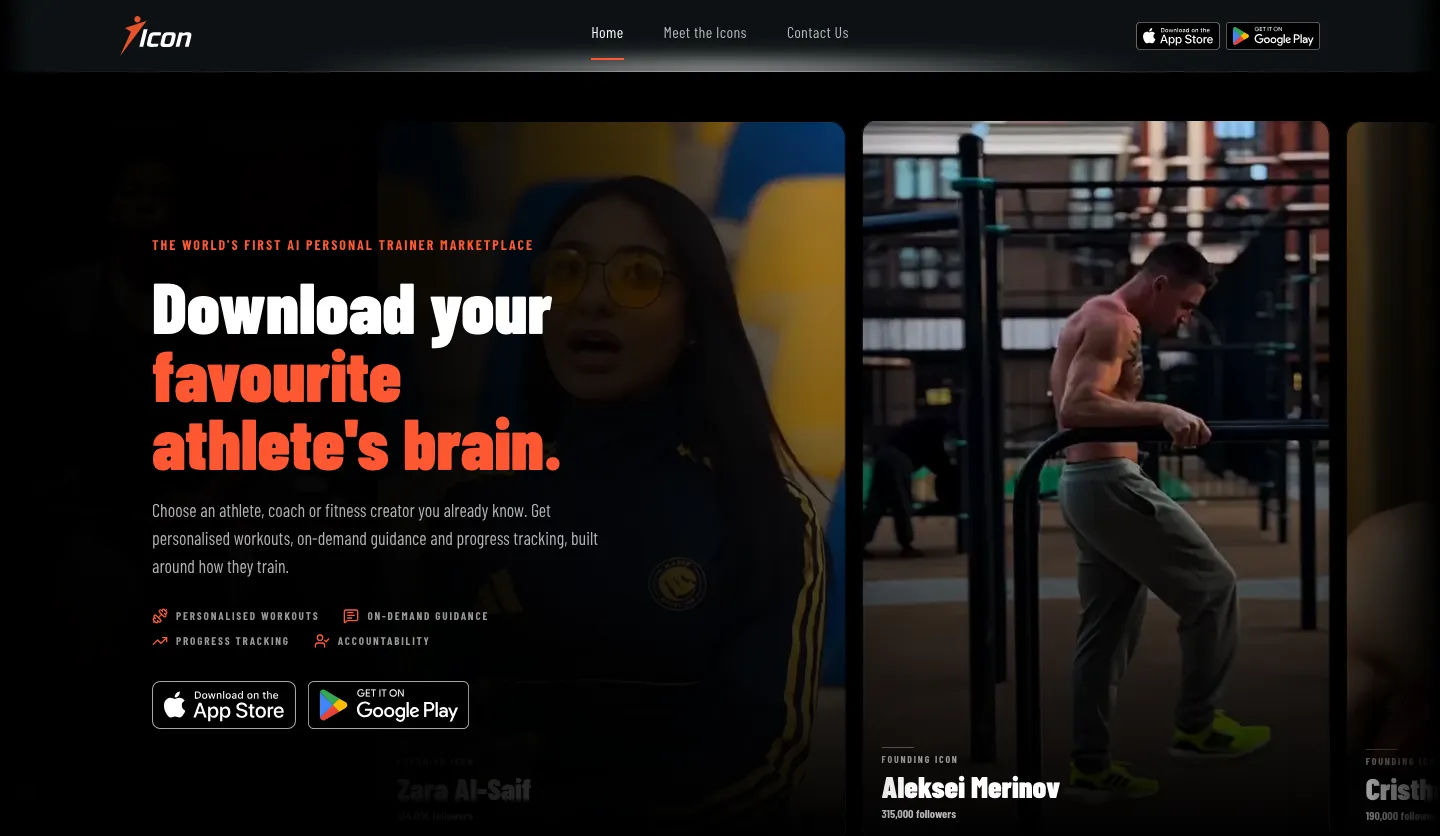 Icon
Home
Meet the Icons
Contact Us
Download on the
App Store
GET IT ON
Google Play
THE WORLD'S FIRST AI PERSONAL TRAINER MARKETPLACE
Download your
favourite
athlete's brain.
Choose an athlete, coach or fitness creator you already know. Get
personalised workouts, on-demand guidance and progress tracking, built
around how they train.
PERSONALISED WORKOUTS
ON-DEMAND GUIDANCE
PROGRESS TRACKING
ACCOUNTABILITY
Download on the
App Store
GET IT ON
Google Play
FOUNDING ICON
Zara Al-Saif
FOUNDING ICON
Aleksei Merinov
315,000 followers
FOUNDING
190,000